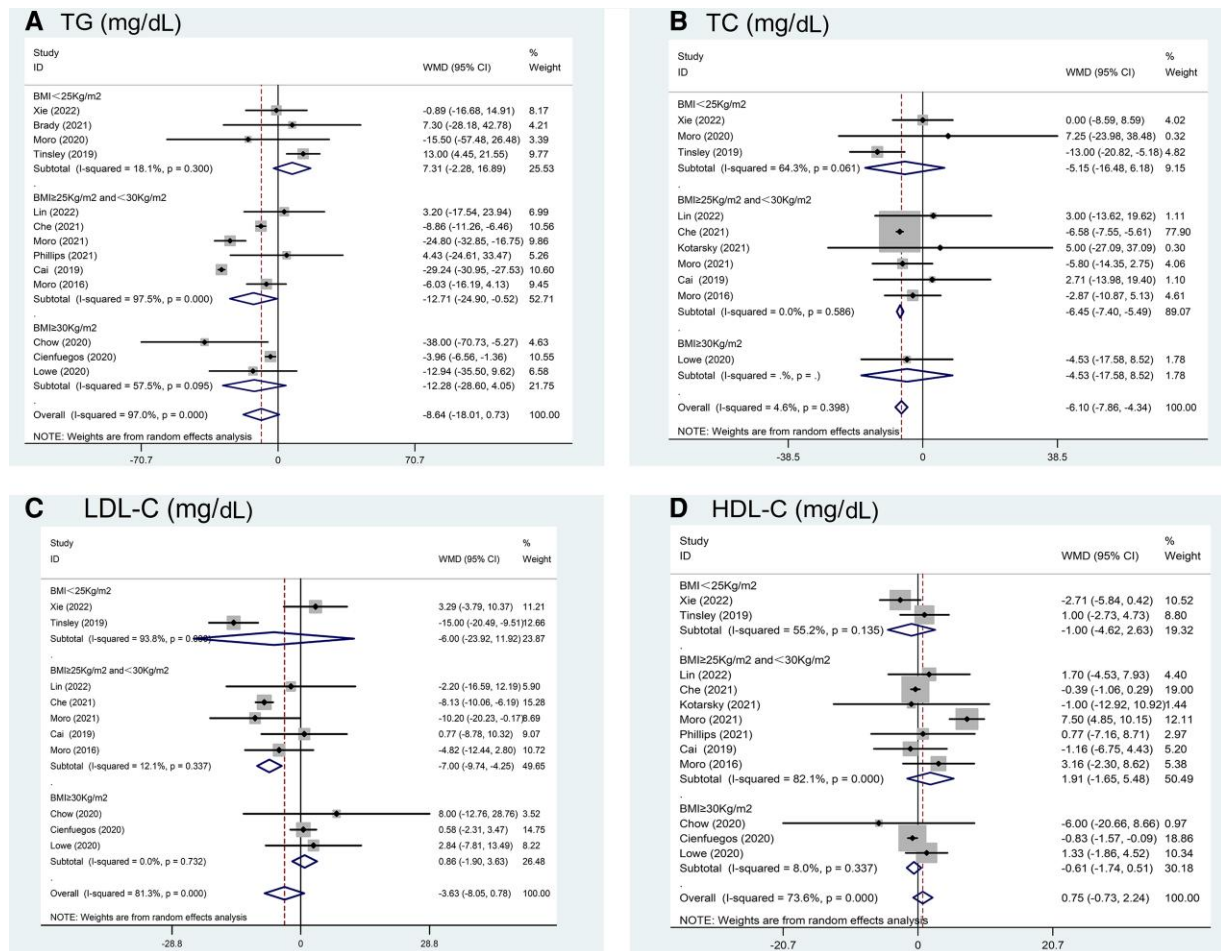 A TG (mg/dL)
Study %
ID WMD (95% CI) Weight
BMI<25Kg/m2
Xie (2022) -0.89 (-16.68, 14.91) 8.17
Brady (2021) 7.30 (-28.18, 42.78) 4.21
Moro (2020) -15.50 (-57.48, 26.48) 3.39
Tinsley (2019) 13.00 (4.45, 21.55) 9.77
Subtotal (I-squared = 18.1%, p = 0.300) 7.31 (-2.28, 16.89) 25.53
.
BMI≥25Kg/m2 and<30Kg/m2
Lin (2022) 3.20 (-17.54, 23.94) 6.99
Che (2021) -8.86 (-11.26, -6.46) 10.56
Moro (2021) -24.80 (-32.85, -16.75) 9.86
Phillips (2021) 4.43 (-24.61, 33.47) 5.26
Cai (2019) -29.24 (-30.95, -27.53) 10.60
Moro (2016) -6.03 (-16.19, 4.13) 9.45
Subtotal (I-squared = 97.5%, p = 0.000) -12.71 (-24.90, -0.52) 52.71
.
BMI≥30Kg/m2
Chow (2020) -38.00 (-70.73, -5.27) 4.63
Cienfuegos (2020) -3.96 (-6.56, -1.36) 10.55
Lowe (2020) -12.94 (-35.50, 9.62) 6.58
Subtotal (I-squared = 57.5%, p = 0.095) -12.28 (-28.60, 4.05) 21.75
.
Overall (I-squared = 97.0%, p = 0.000) -8.64 (-18.01, 0.73) 100.00
NOTE: Weights are from random effects analysis
-70.7 0 70.7
B TC (mg/dL)
Study %
ID WMD (95% CI) Weight
BMI<25Kg/m2
Xie (2022) 0.00 (-8.59, 8.59) 4.02
Moro (2020) 7.25 (-23.98, 38.48) 0.32
Tinsley (2019) -13.00 (-20.82, -5.18) 4.82
Subtotal (I-squared = 64.3%, p = 0.061) -5.15 (-16.48, 6.18) 9.15
.
BMI≥25Kg/m2 and<30Kg/m2
Lin (2022) 3.00 (-13.62, 19.62) 1.11
Che (2021) -6.58 (-7.55, -5.61) 77.90
Kotarsky (2021) 5.00 (-27.09, 37.09) 0.30
Moro (2021) -5.80 (-14.35, 2.75) 4.06
Cai (2019) 2.71 (-13.98, 19.40) 1.10
Moro (2016) -2.87 (-10.87, 5.13) 4.61
Subtotal (I-squared = 0.0%, p = 0.586) -6.45 (-7.40, -5.49) 89.07
.
BMI≥30Kg/m2
Lowe (2020) -4.53 (-17.58, 8.52) 1.78
Subtotal (I-squared = .%, p = .) -4.53 (-17.58, 8.52) 1.78
.
Overall (I-squared = 4.6%, p = 0.398) -6.10 (-7.86, -4.34) 100.00
NOTE: Weights are from random effects analysis
-38.5 0 38.5
C LDL-C (mg/dL)
Study %
ID WMD (95% CI) Weight
BMI<25Kg/m2
Xie (2022) 3.29 (-3.79, 10.37) 11.21
Tinsley (2019) -15.00 (-20.49, -9.51) 12.66
Subtotal (I-squared = 93.8%, p = -6.00 (-23.92, 11.92) 23.87
.
BMI≥25Kg/m2 and<30Kg/m2
Lin (2022) -2.20 (-16.59, 12.19) 5.90
Che (2021) -8.13 (-10.06, -6.19) 15.28
Moro (2021) -10.20 (-20.23, -0.17) 8.69
Cai (2019) 0.77 (-8.78, 10.32) 9.07
Moro (2016) -4.82 (-12.44, 2.80) 10.72
Subtotal (I-squared = 12.1%, p = 0.337) -7.00 (-9.74, -4.25) 49.65
.
BMI≥30Kg/m2
Chow (2020) 8.00 (-12.76, 28.76) 3.52
Cienfuegos (2020) 0.58 (-2.31, 3.47) 14.75
Lowe (2020) 2.84 (-7.81, 13.49) 8.22
Subtotal (I-squared = 0.0%, p = 0.732) 0.86 (-1.90, 3.63) 26.48
.
Overall (I-squared = 81.3%, p = 0.000) -3.63 (-8.05, 0.78) 100.00
NOTE: Weights are from random effects analysis
-28.8 0 28.8
D HDL-C (mg/dL)
Study %
ID WMD (95% CI) Weight
BMI<25Kg/m2
Xie (2022) -2.71 (-5.84, 0.42) 10.52
Tinsley (2019) 1.00 (-2.73, 4.73) 8.80
Subtotal (I-squared = 55.2%, p = 0.135) -1.00 (-4.62, 2.63) 19.32
.
BMI≥25Kg/m2 and<30Kg/m2
Lin (2022) 1.70 (-4.53, 7.93) 4.40
Che (2021) -0.39 (-1.06, 0.29) 19.00
Kotarsky (2021) -1.00 (-12.92, 10.92) 1.44
Moro (2021) 7.50 (4.85, 10.15) 12.11
Phillips (2021) 0.77 (-7.16, 8.71) 2.97
Cai (2019) -1.16 (-6.75, 4.43) 5.20
Moro (2016) 3.16 (-2.30, 8.62) 5.38
Subtotal (I-squared = 82.1%, p = 0.000) 1.91 (-1.65, 5.48) 50.49
.
BMI≥30Kg/m2
Chow (2020) -6.00 (-20.66, 8.66) 0.97
Cienfuegos (2020) -0.83 (-1.57, -0.09) 18.86
Lowe (2020) 1.33 (-1.86, 4.52) 10.34
Subtotal (I-squared = 8.0%, p = 0.337) -0.61 (-1.74, 0.51) 30.18
.
Overall (I-squared = 73.6%, p = 0.000) 0.75 (-0.73, 2.24) 100.00
NOTE: Weights are from random effects analysis
-20.7 0 20.7